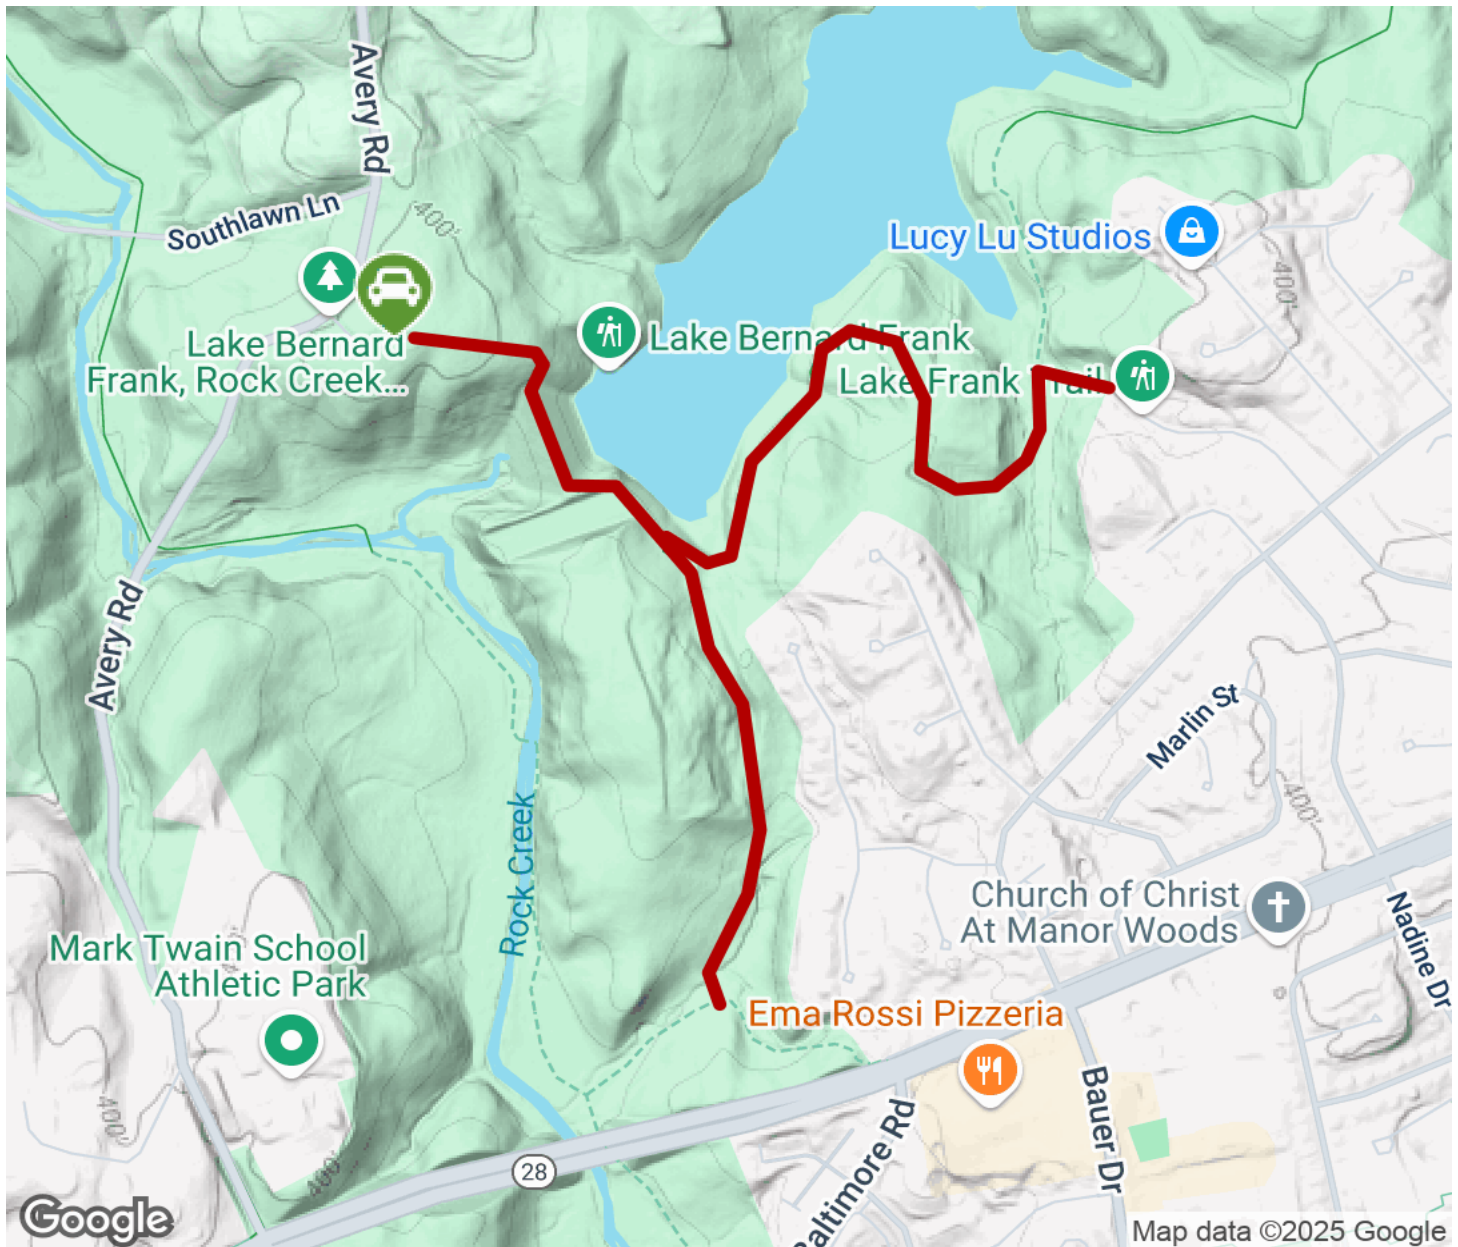 Avery Rd
Southlawn Ln
400'
Lucy Lu Studios
400'
Lake Bernard
Frank, Rock Creek...
Lake Bernard Frank
Lake Frank Trail
Avery Rd
Marlin St
400'
Rock Creek
Church of Christ
At Manor Woods
Nadine Dr
Mark Twain School
Athletic Park
Ema Rossi Pizzeria
400'
Baltimore Rd
Bauer Dr
400'
28
Google
Map data ©2025 Google